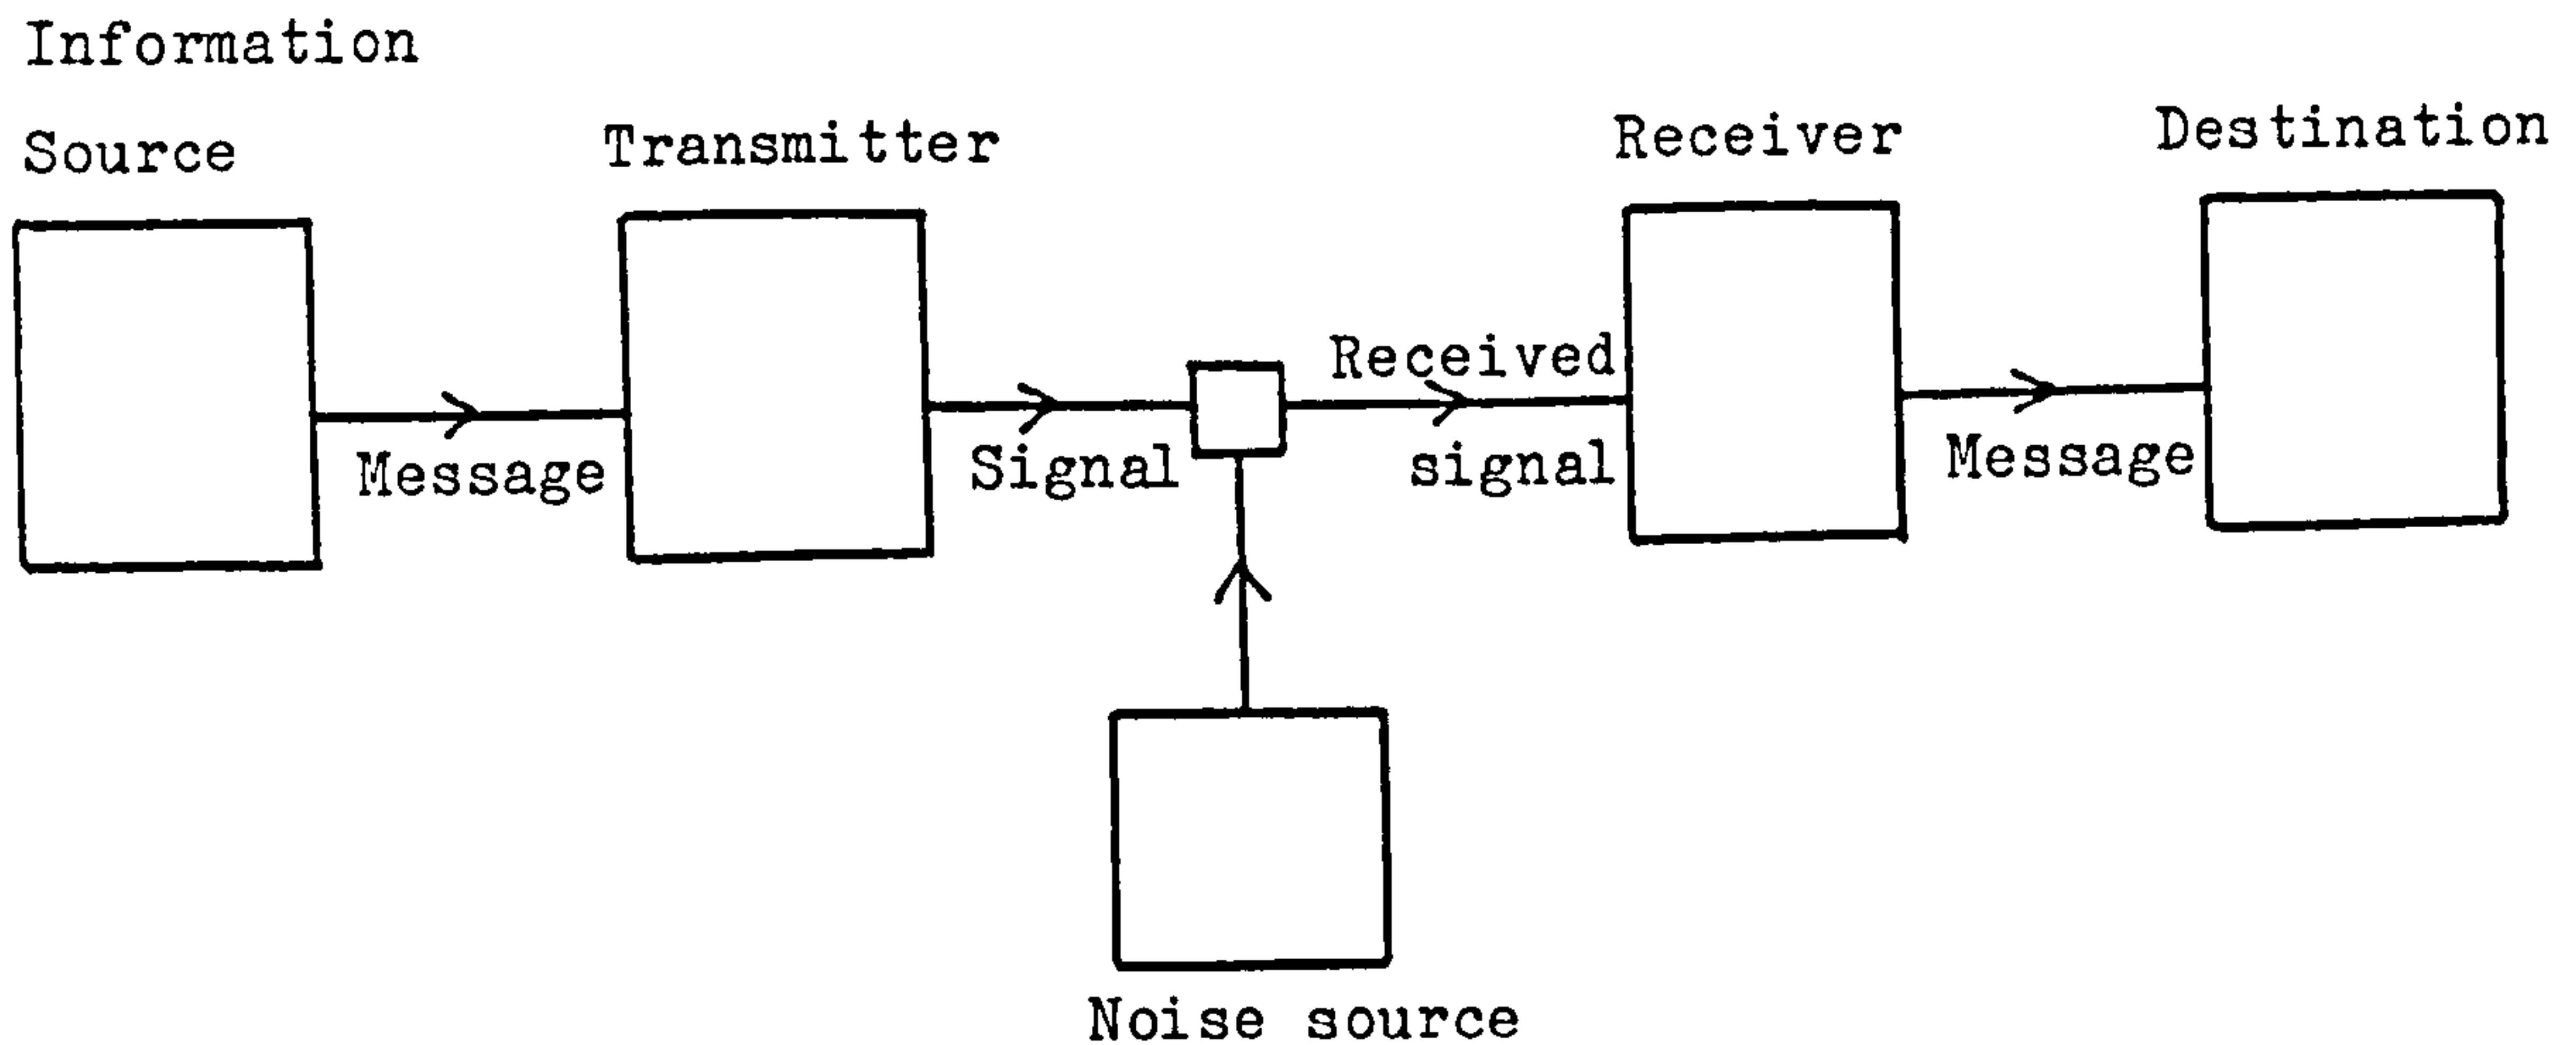 Information
Source
Transmitter
Receiver
Destination
Message
Signal
Received
signal
Message
Noise source